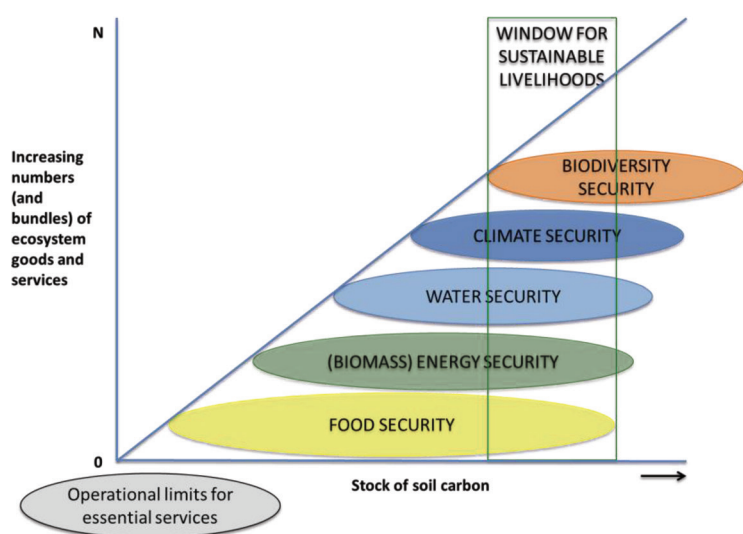 N
WINDOW FOR
SUSTAINABLE
LIVELIHOODS
Increasing
numbers
(and
bundles) of
ecosystem
goods and
services
BIODIVERSITY
SECURITY
CLIMATE SECURITY
WATER SECURITY
(BIOMASS) ENERGY SECURITY
FOOD SECURITY
0
Stock of soil carbon
Operational limits for
essential services